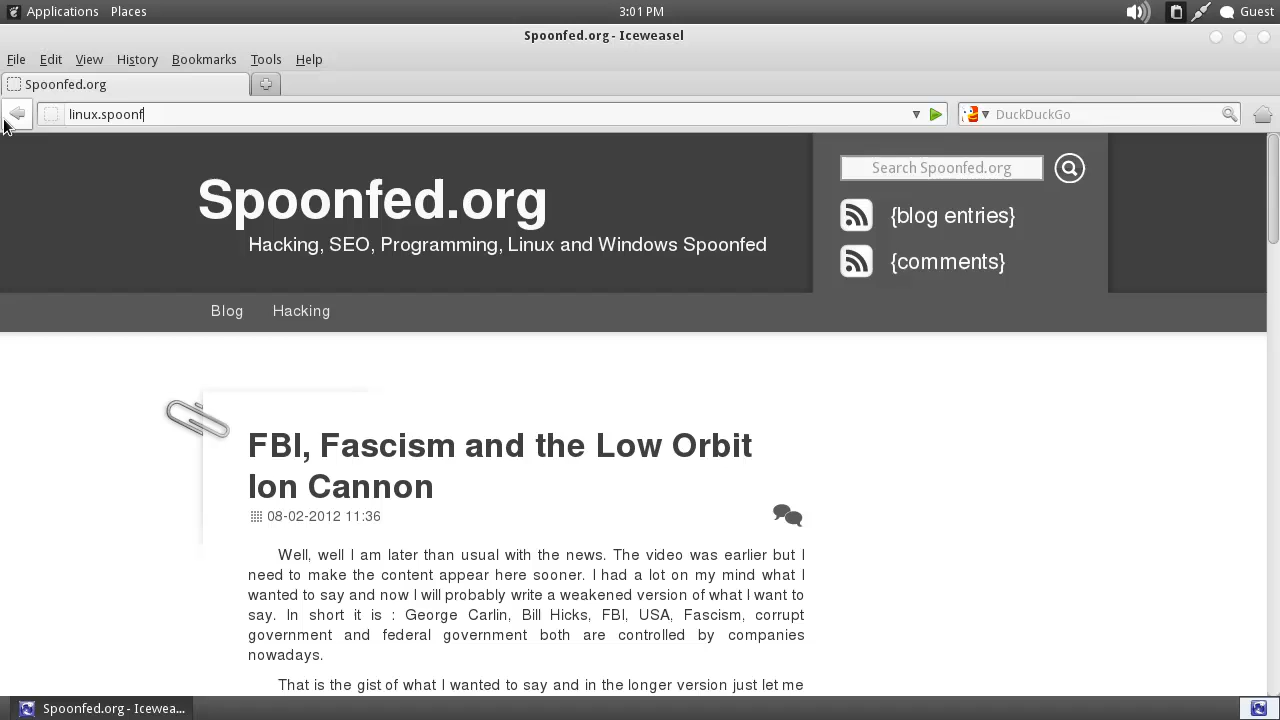 Applications Places 3:01 PM Guest
Spoonfed.org - Iceweasel
File Edit View History Bookmarks Tools Help
Spoonfed.org
linux.spoonf DuckDuckGo
Spoonfed.org
Hacking, SEO, Programming, Linux and Windows Spoonfed
Search Spoonfed.org
{blog entries}
{comments}
Blog Hacking
FBI, Fascism and the Low Orbit
Ion Cannon
08-02-2012 11:36
Well, well I am later than usual with the news. The video was earlier but I
need to make the content appear here sooner. I had a lot on my mind what I
wanted to say and now I will probably write a weakened version of what I want to
say. In short it is : George Carlin, Bill Hicks, FBI, USA, Fascism, corrupt
government and federal government both are controlled by companies
nowadays.
That is the gist of what I wanted to say and in the longer version just let me
Spoonfed.org - Icewea...